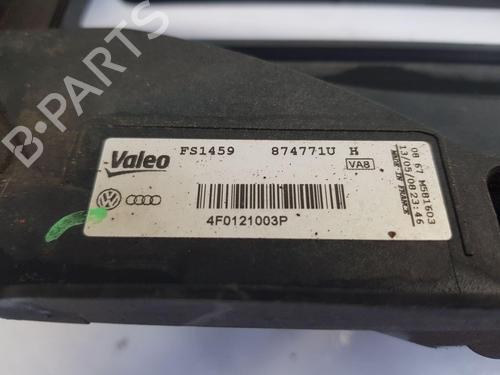 Valeo
FS1459 874771U H
VA8
4F0121003P
08 67 M581603
13/05/08 23:46
MADE IN FRANCE
B-PARTS